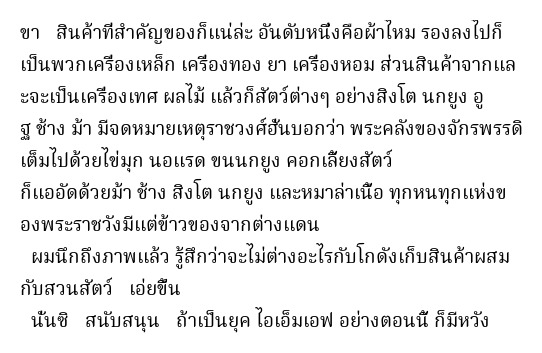 ขา   สินค้าที่สำคัญของก็แน่ล่ะ อันดับหนึ่งคือผ้าไหม รองลงไปก็
เป็นพวกเครื่องเหล็ก เครื่องทอง ยา เครื่องหอม ส่วนสินค้าจากแล
ะจะเป็นเครื่องเทศ ผลไม้ แล้วก็สัตว์ต่างๆ อย่างสิงโต นกยูง อู
ฐ ช้าง ม้า มีจดหมายเหตุราชวงศ์ฮั่นบอกว่า พระคลังของจักรพรรดิ
เต็มไปด้วยไข่มุก นอแรด ขนนกยูง คอกเลี้ยงสัตว์
ก็แออัดด้วยม้า ช้าง สิงโต นกยูง และหมาล่าเนื้อ ทุกหนทุกแห่งข
องพระราชวังมีแต่ข้าวของจากต่างแดน
ผมนึกถึงภาพแล้ว รู้สึกว่าจะไม่ต่างอะไรกับโกดังเก็บสินค้าผสม
กับสวนสัตว์   เอ่ยขึ้น
นั่นซิ   สนับสนุน   ถ้าเป็นยุค ไอเอ็มเอฟ อย่างตอนนี้ ก็มีหวัง